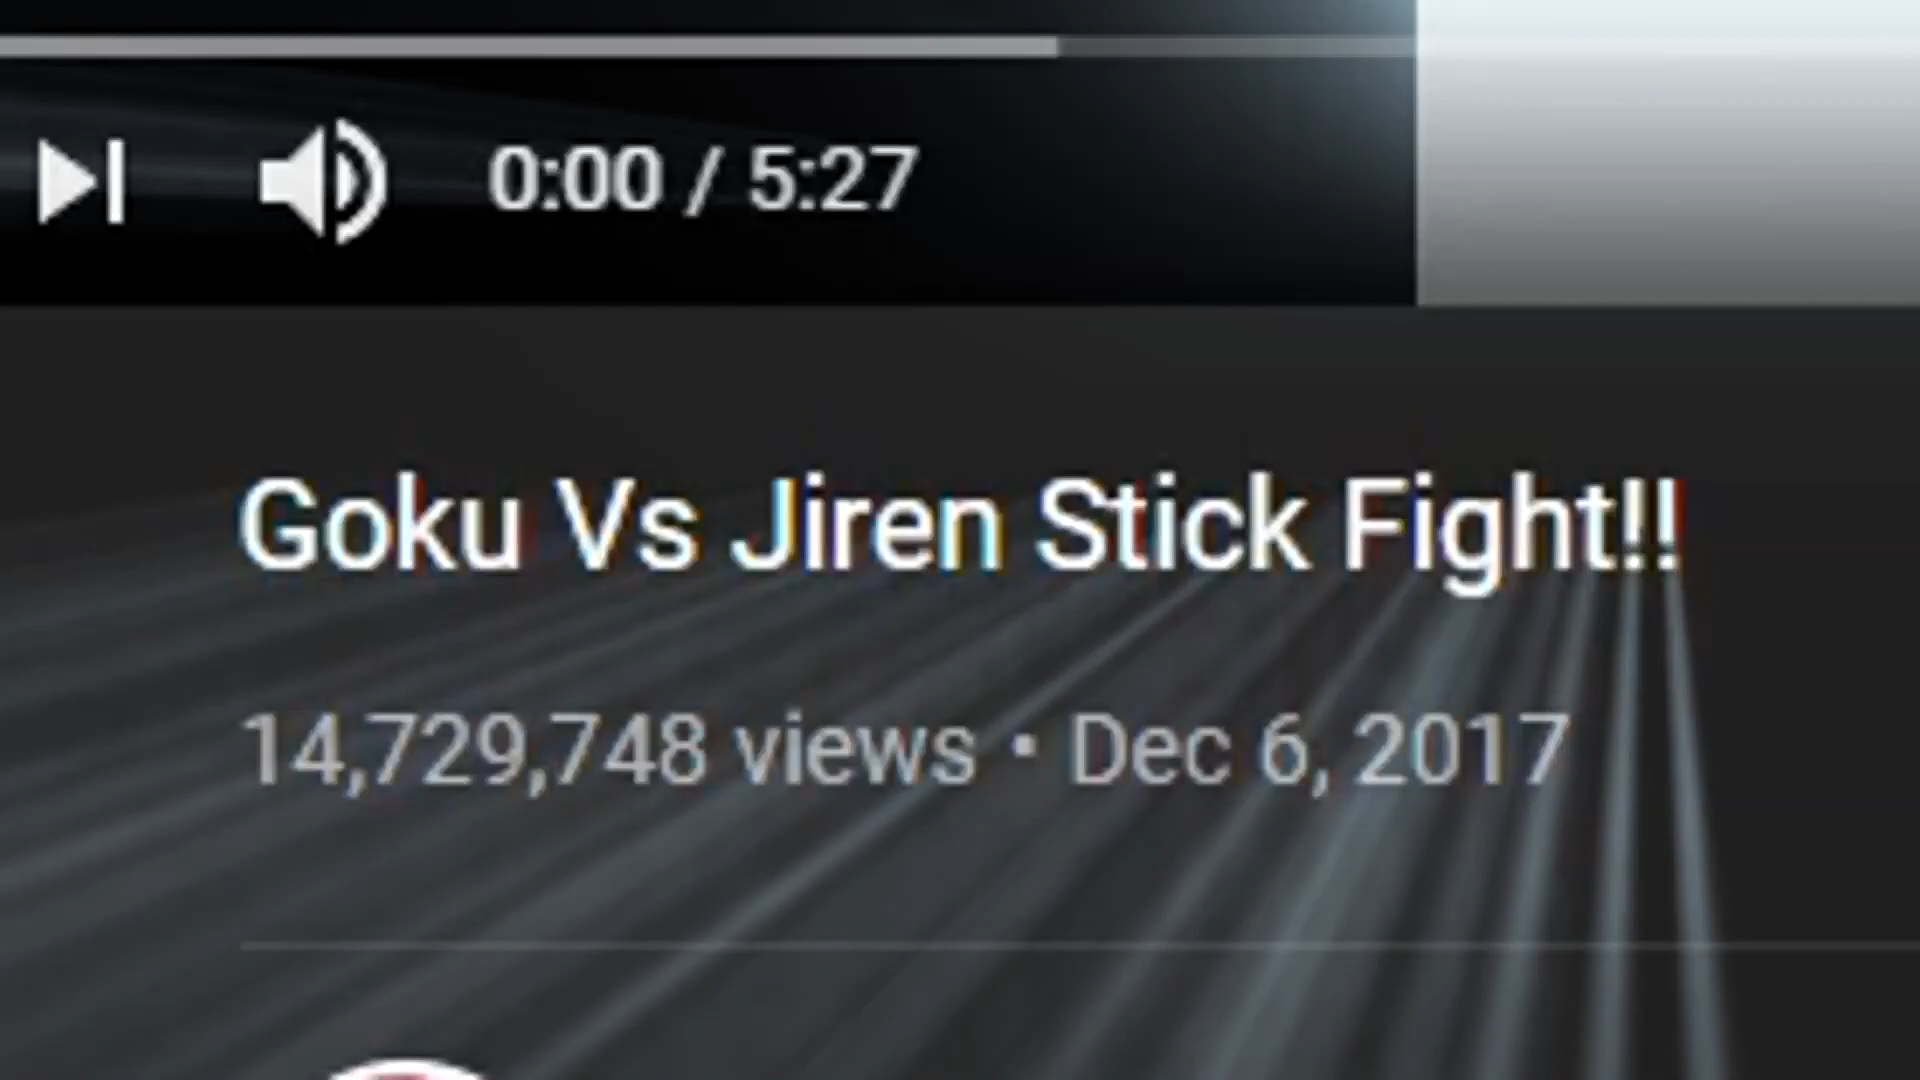 0:00 / 5:27
Goku Vs Jiren Stick Fight!!
14,729,748 views • Dec 6, 2017